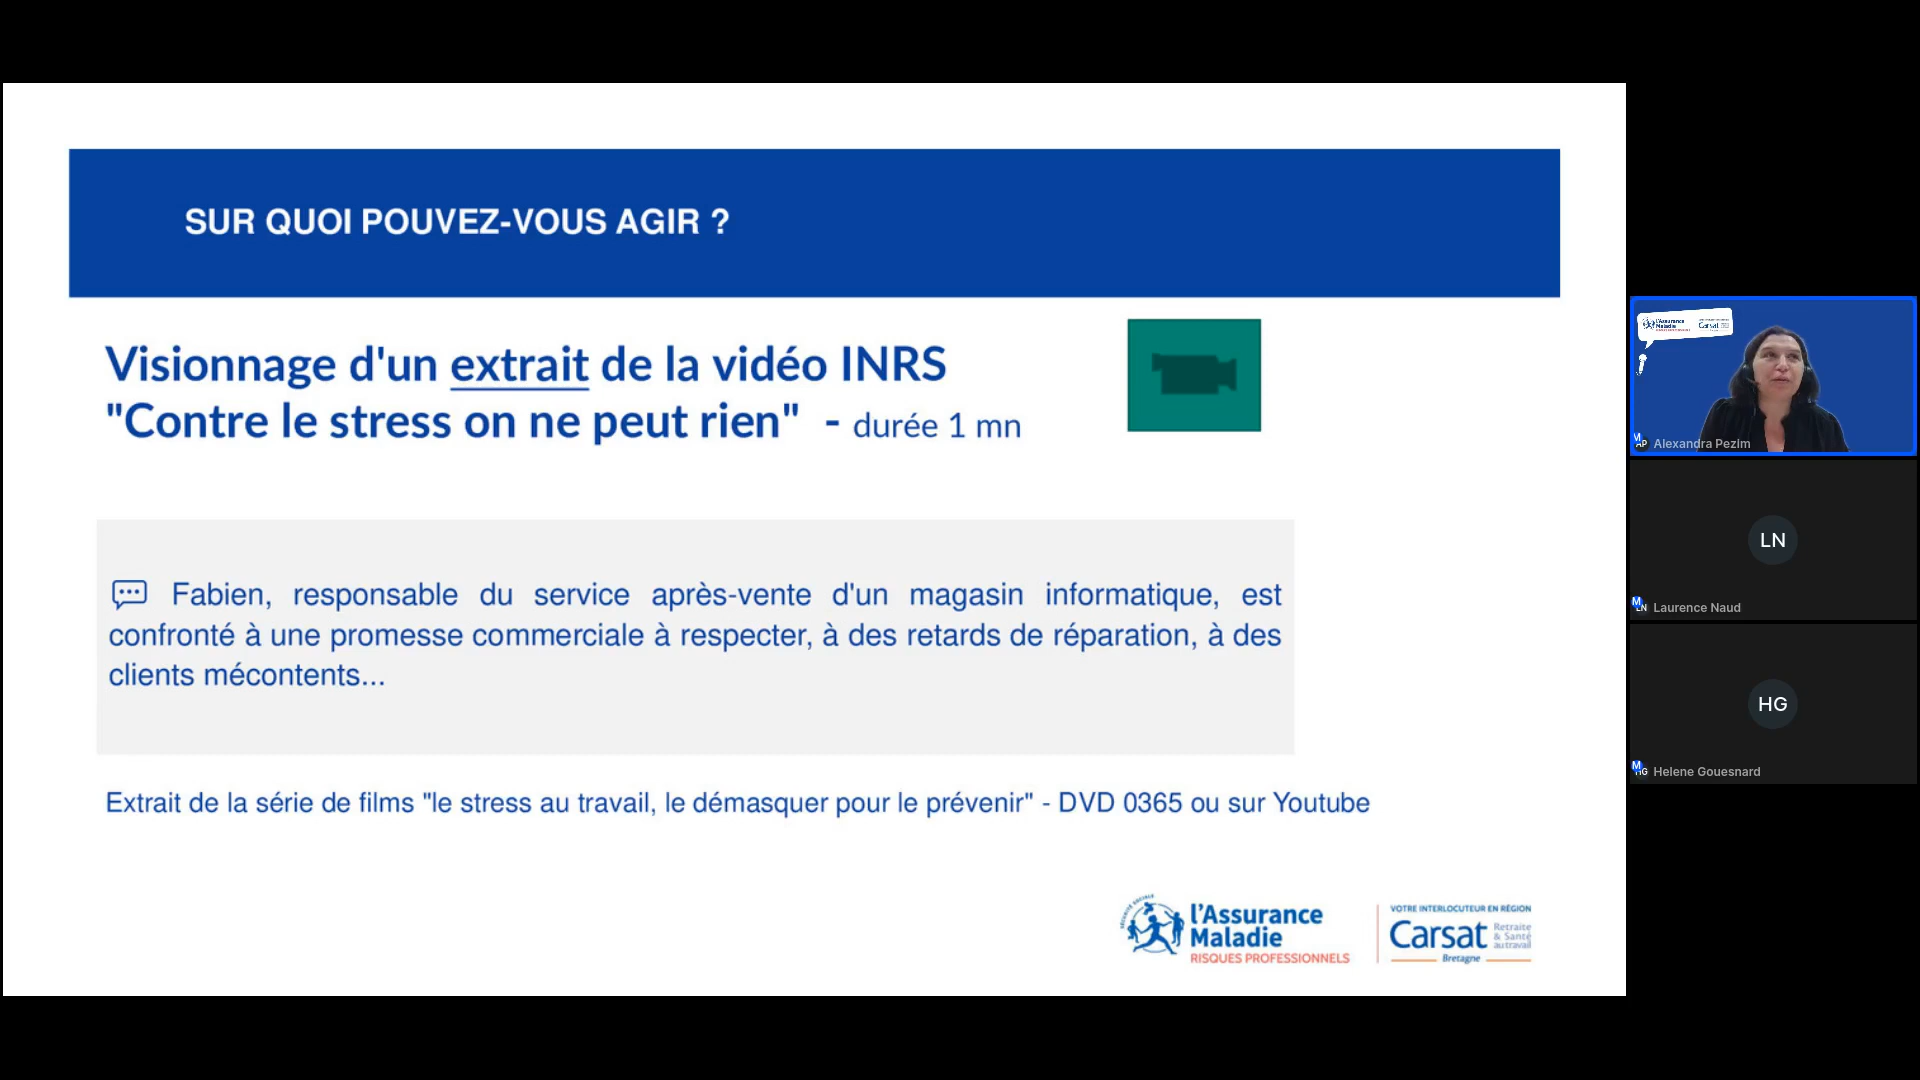 SUR QUOI POUVEZ-VOUS AGIR ?
Visionnage d'un extrait de la vidéo INRS
"Contre le stress on ne peut rien" - durée 1 mn
Fabien, responsable du service après-vente d'un magasin informatique, est
confronté à une promesse commerciale à respecter, à des retards de réparation, à des
clients mécontents...
Extrait de la série de films "le stress au travail, le démasquer pour le prévenir" - DVD 0365 ou sur Youtube
l'Assurance
Maladie
RISQUES PROFESSIONNELS
VOTRE INTERLOCUTEUR EN RÉGION
Carsat
Retraite
& Santé
au travail
Bretagne
l'Assurance
Maladie
Carsat
Alexandra Pezim
LN
Laurence Naud
HG
Helene Gouesnard